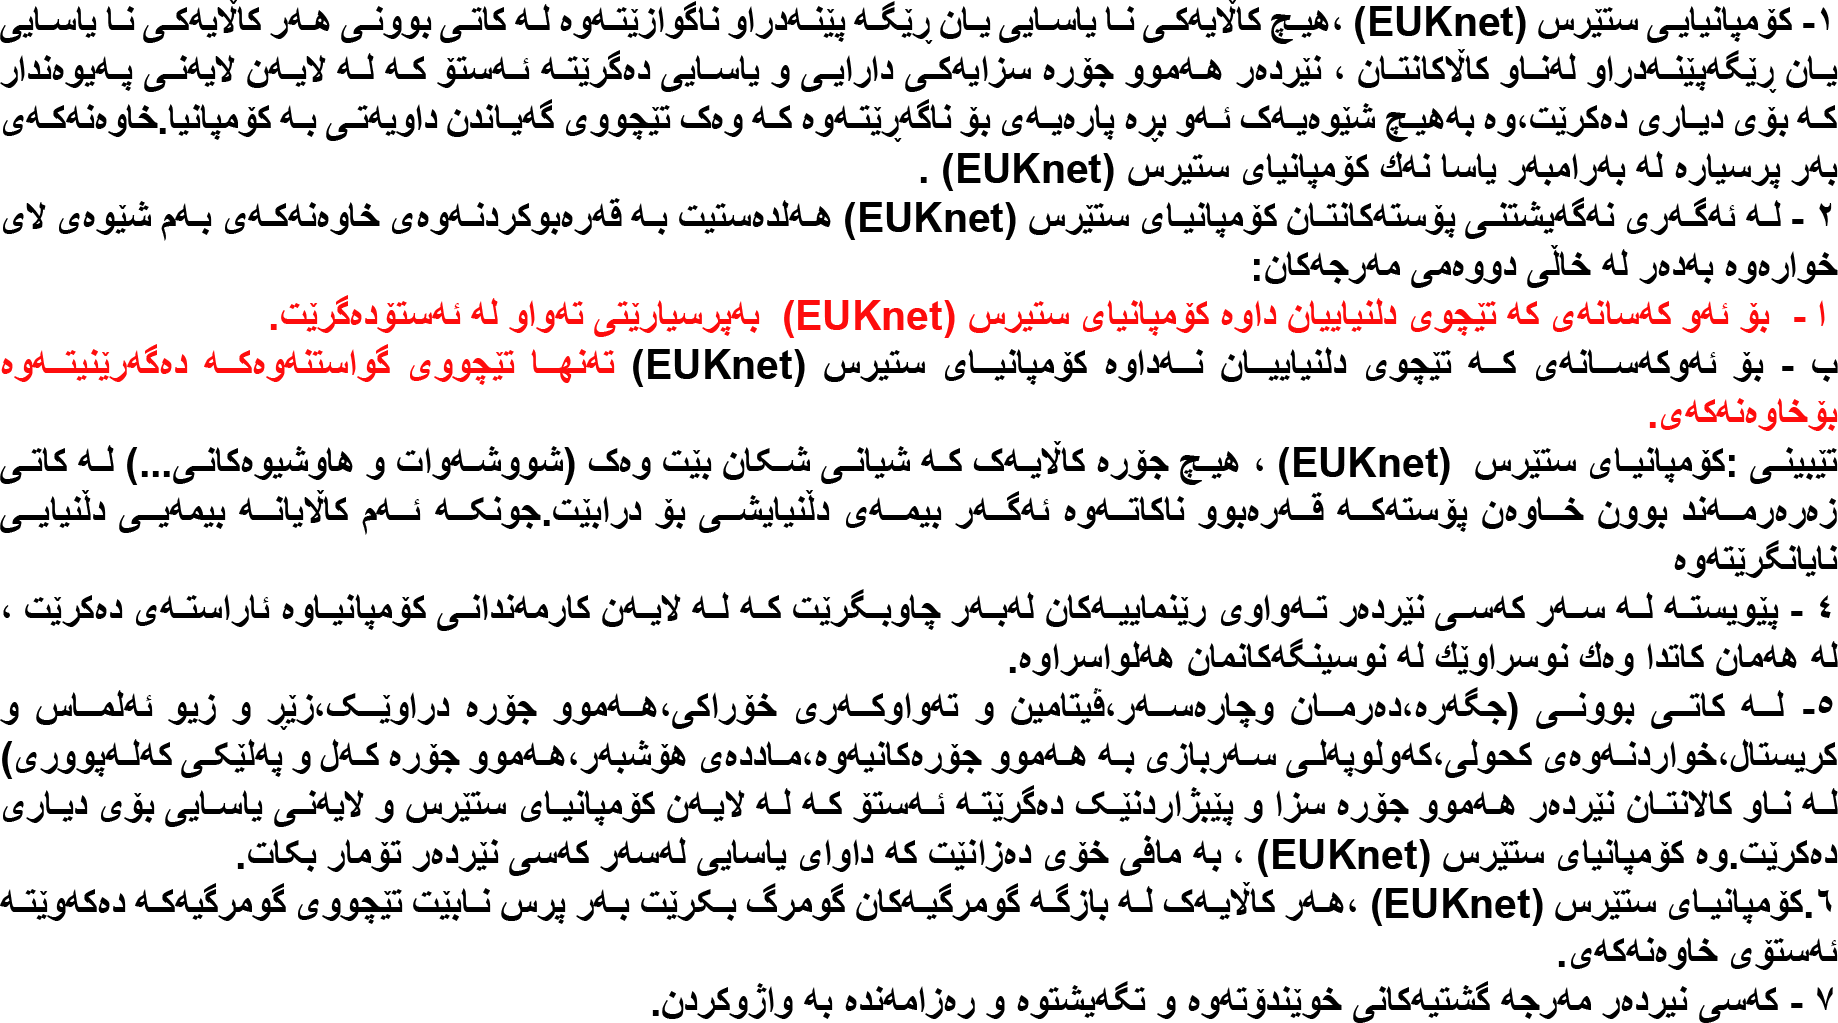 ١- کۆمپانیایی ستێرس (EUKnet) ،هیچ کاڵایەکی نا یاسایی یان ڕێگە پێنەدراو ناگوازێتەوە لە کاتی بوونی هەر کاڵایەکی نا یاسایی
یان ڕێگەپێنەدراو لەناو کاڵاکانتان ، نێردەر هەموو جۆرە سزایەکی دارایی و یاسایی دەگرێتە ئەستۆ کە لە لایەن لایەنی پەیوەندار
کە بۆی دیاری دەکرێت،وە بەهیچ شێوەیەک ئەو بڕە پارەیەی بۆ ناگەڕێتەوە کە وەک تێچووی گەیاندن داویەتی بە کۆمپانیا.خاوەنەکەی
بەر پرسیارە لە بەرامبەر یاسا نەك کۆمپانیای ستیرس (EUKnet) .
٢ - لە ئەگەری نەگەیشتنی پۆستەکانتان کۆمپانیای ستێرس (EUKnet) هەلدەستیت بە قەرەبوکردنەوەی خاوەنەکەی بەم شێوەی لای
خوارەوە بەدەر لە خاڵی دووەمی مەرجەکان:
ا - بۆ ئەو کەسانەی کە تێچوی دلنیاییان داوە کۆمپانیای ستیرس (EUKnet) بەپرسیارێتی تەواو لە ئەستۆدەگرێت.
ب - بۆ ئەوکەسانەی کە تێچوی دلنیاییان نەداوە کۆمپانیای ستیرس (EUKnet) تەنها تێچووی گواستنەوەکە دەگەرێنیتەوە
بۆخاوەنەکەی.
تێبینی :کۆمپانیای ستێرس (EUKnet) ، هیچ جۆرە کاڵایەک کە شیانی شکان بێت وەک (شووشەوات و هاوشیوەکانی...) لە کاتی
زەرەرمەند بوون خاوەن پۆستەکە قەرەبوو ناکاتەوە ئەگەر بیمەی دڵنیایشی بۆ درابێت.جونکە ئەم کاڵایانە بیمەیی دڵنیایی
نایانگرێتەوە
٤ - پێویستە لە سەر کەسی نێردەر تەواوی رێنماییەکان لەبەر چاوبگرێت کە لە لایەن کارمەندانی کۆمپانیاوە ئاراستەی دەکرێت ،
لە هەمان کاتدا وەك نوسراوێك لە نوسینگەکانمان هەلواسراوە.
٥- لە کاتی بوونی (جگەرە،دەرمان وچارەسەر،ڤیتامین و تەواوکەری خۆراکی،هەموو جۆرە دراوێک،زێڕ و زیو ئەلماس و
کریستال،خواردنەوەی کحولی،کەولوپەلی سەربازی بە هەموو جۆرەکانیەوە،ماددەی هۆشبەر،هەموو جۆرە کەل و پەلێکی کەلەپووری)
لە ناو کالانتان نێردەر هەموو جۆرە سزا و پێبژاردنێک دەگرێتە ئەستۆ کە لە لایەن کۆمپانیای ستێرس و لایەنی یاسایی بۆی دیاری
دەکرێت.وە کۆمپانیای ستێرس (EUKnet) ، بە مافی خۆی دەزانێت کە داوای یاسایی لەسەر کەسی نێردەر تۆمار بکات.
٦.کۆمپانیای ستێرس (EUKnet) ،هەر کاڵایەک لە بازگە گومرگیەکان گومرگ بکرێت بەر پرس نابێت تێچووی گومرگیەکە دەکەوێتە
ئەستۆی خاوەنەکەی.
٧ - کەسی نیردەر مەرجە گشتیەکانی خوێندۆتەوە و تگەیشتوە و رەزامەندە بە واژوکردن.